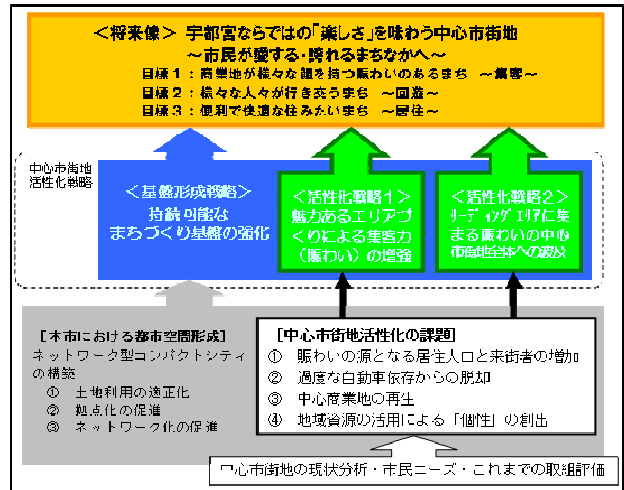 ＜将来像＞ 宇都宮ならではの「楽しさ」を味わう中心市街地
～市民が愛する・誇れるまちなかへ～
目標１：商業地が様々な顔を持つ賑わいのあるまち ～集客～
目標２：様々な人々が行き交うまち ～回遊～
目標３：便利で快適な住みたいまち ～居住～
中心市街地
活性化戦略
＜基盤形成戦略＞
持続可能な
まちづくり基盤の強化
＜活性化戦略１＞
魅力あるエリアづ
くりによる集客力
（賑わい）の増強
＜活性化戦略２＞
リーディングエリアに集
まる賑わいの中心
市街地全体への波及
［本市における都市空間形成］
ネットワーク型コンパクトシティ
の構築
① 土地利用の適正化
② 拠点化の促進
③ ネットワーク化の促進
［中心市街地活性化の課題］
① 賑わいの源となる居住人口と来街者の増加
② 過度な自動車依存からの脱却
③ 中心商業地の再生
④ 地域資源の活用による「個性」の創出
中心市街地の現状分析・市民ニーズ・これまでの取組評価